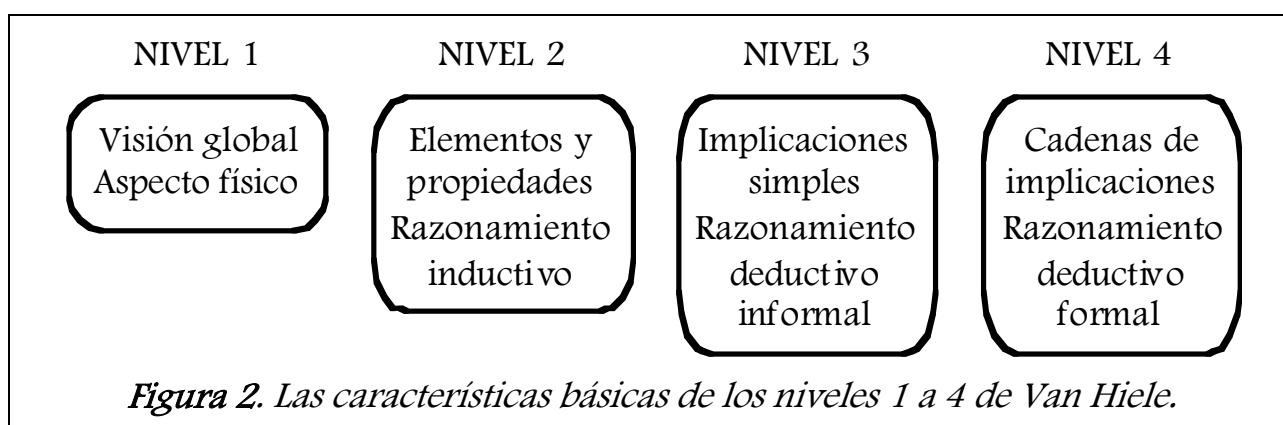 NIVEL 1
NIVEL 2
NIVEL 3
NIVEL 4
Visión global
Aspecto físico
Elementos y
propiedades
Razonamiento
inductivo
Implicaciones
simples
Razonamiento
deductivo
informal
Cadenas de
implicaciones
Razonamiento
deductivo
formal
Figura 2. Las características básicas de los niveles 1 a 4 de Van Hiele.